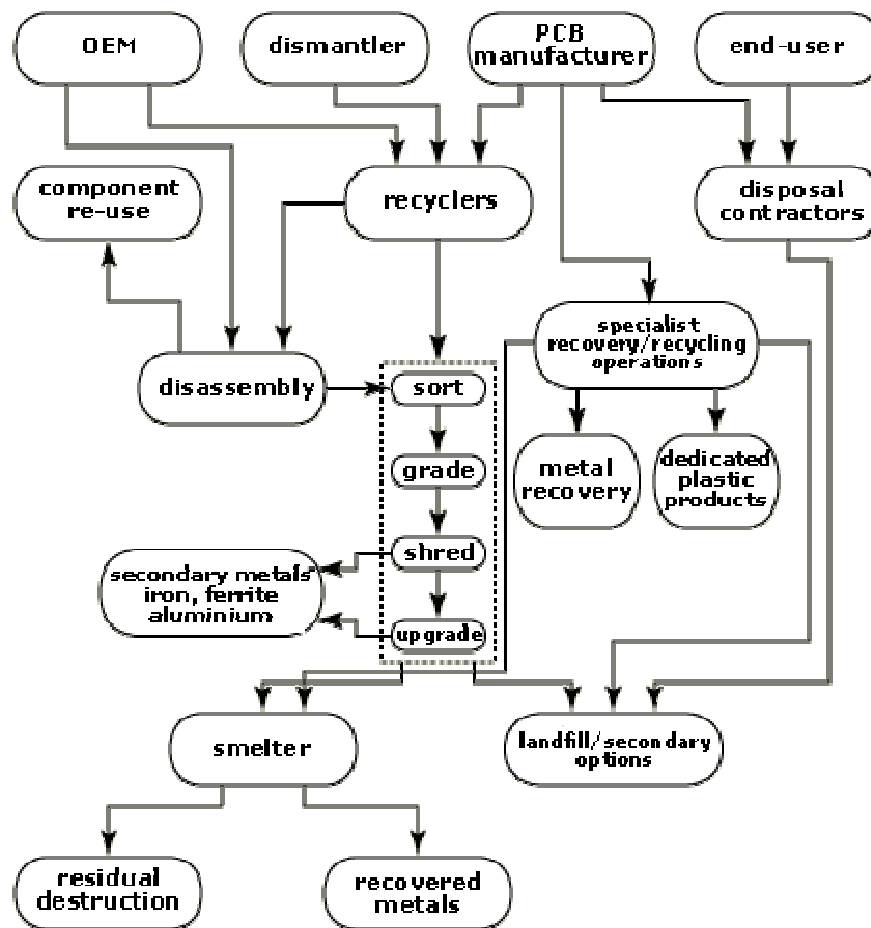 OEM
dismantler
PCB
manufacturer
end-user
component
re-use
recyclers
disposal
contractors
specialist
recovery/recycling
operations
disassembly
sort
grade
metal
recovery
dedicated
plastic
products
shred
secondary metals
iron, ferrite
aluminium
upgrade
smelter
landfill/secondary
options
residual
destruction
recovered
metals